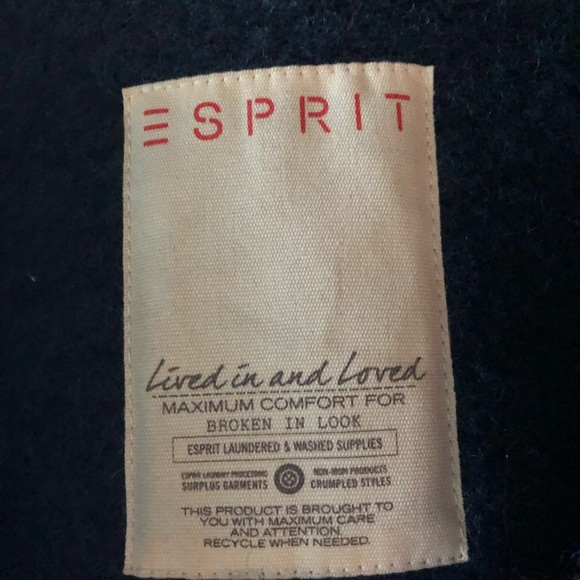 ESPRIT
Lived in and Loved
MAXIMUM COMFORT FOR
BROKEN IN LOOK
ESPRIT LAUNDERED & WASHED SUPPLIES
ESPRIT LAUNDRY PROCESSING NON-IRON PRODUCTS
SURPLUS GARMENTS CRUMPLED STYLES
THIS PRODUCT IS BROUGHT TO
YOU WITH MAXIMUM CARE
AND ATTENTION.
RECYCLE WHEN NEEDED.